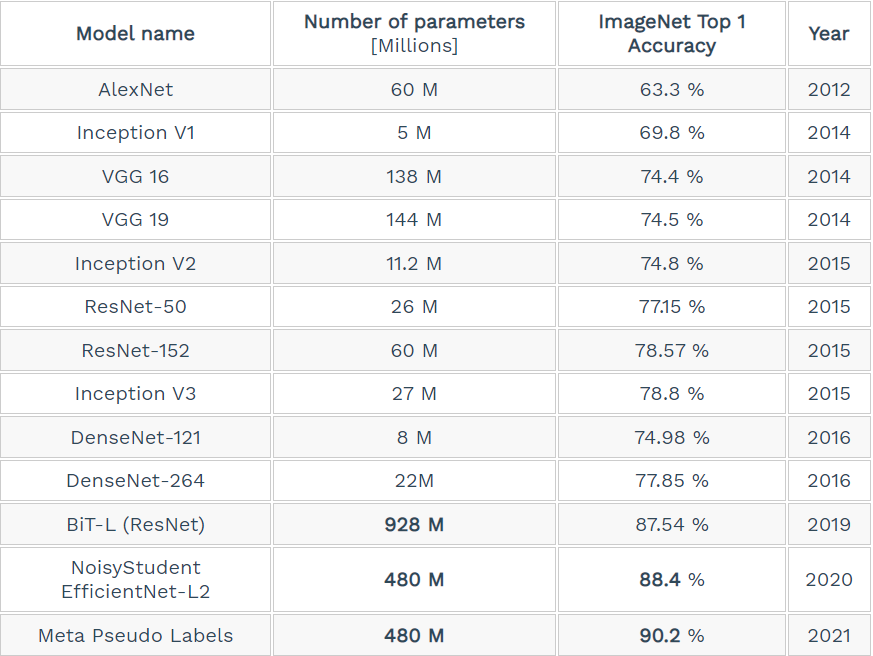 Model name Number of parameters [Millions] ImageNet Top 1 Accuracy Year
AlexNet 60 M 63.3 % 2012
Inception V1 5 M 69.8 % 2014
VGG 16 138 M 74.4 % 2014
VGG 19 144 M 74.5 % 2014
Inception V2 11.2 M 74.8 % 2015
ResNet-50 26 M 77.15 % 2015
ResNet-152 60 M 78.57 % 2015
Inception V3 27 M 78.8 % 2015
DenseNet-121 8 M 74.98 % 2016
DenseNet-264 22M 77.85 % 2016
BiT-L (ResNet) 928 M 87.54 % 2019
NoisyStudent EfficientNet-L2 480 M 88.4 % 2020
Meta Pseudo Labels 480 M 90.2 % 2021